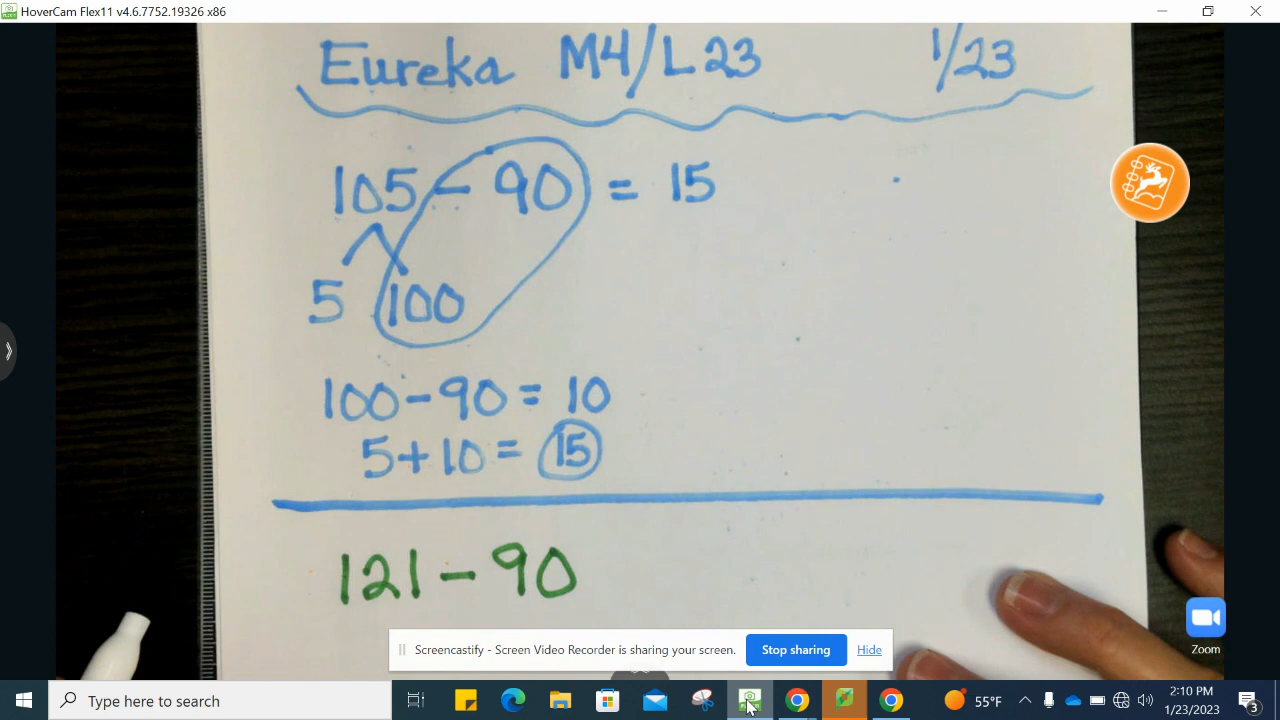 HoverCam Flex11 v4.6.7752.19326 x86
Eureka M4/L23 1/23
105 - 90 = 15
5 100
100-90 = 10
5+10 = 15
121 - 90
Screencastify - Screen Video Recorder is sharing your screen. Stop sharing Hide
Zoom
Type here to search
55°F
2:10 PM
1/23/2023
3